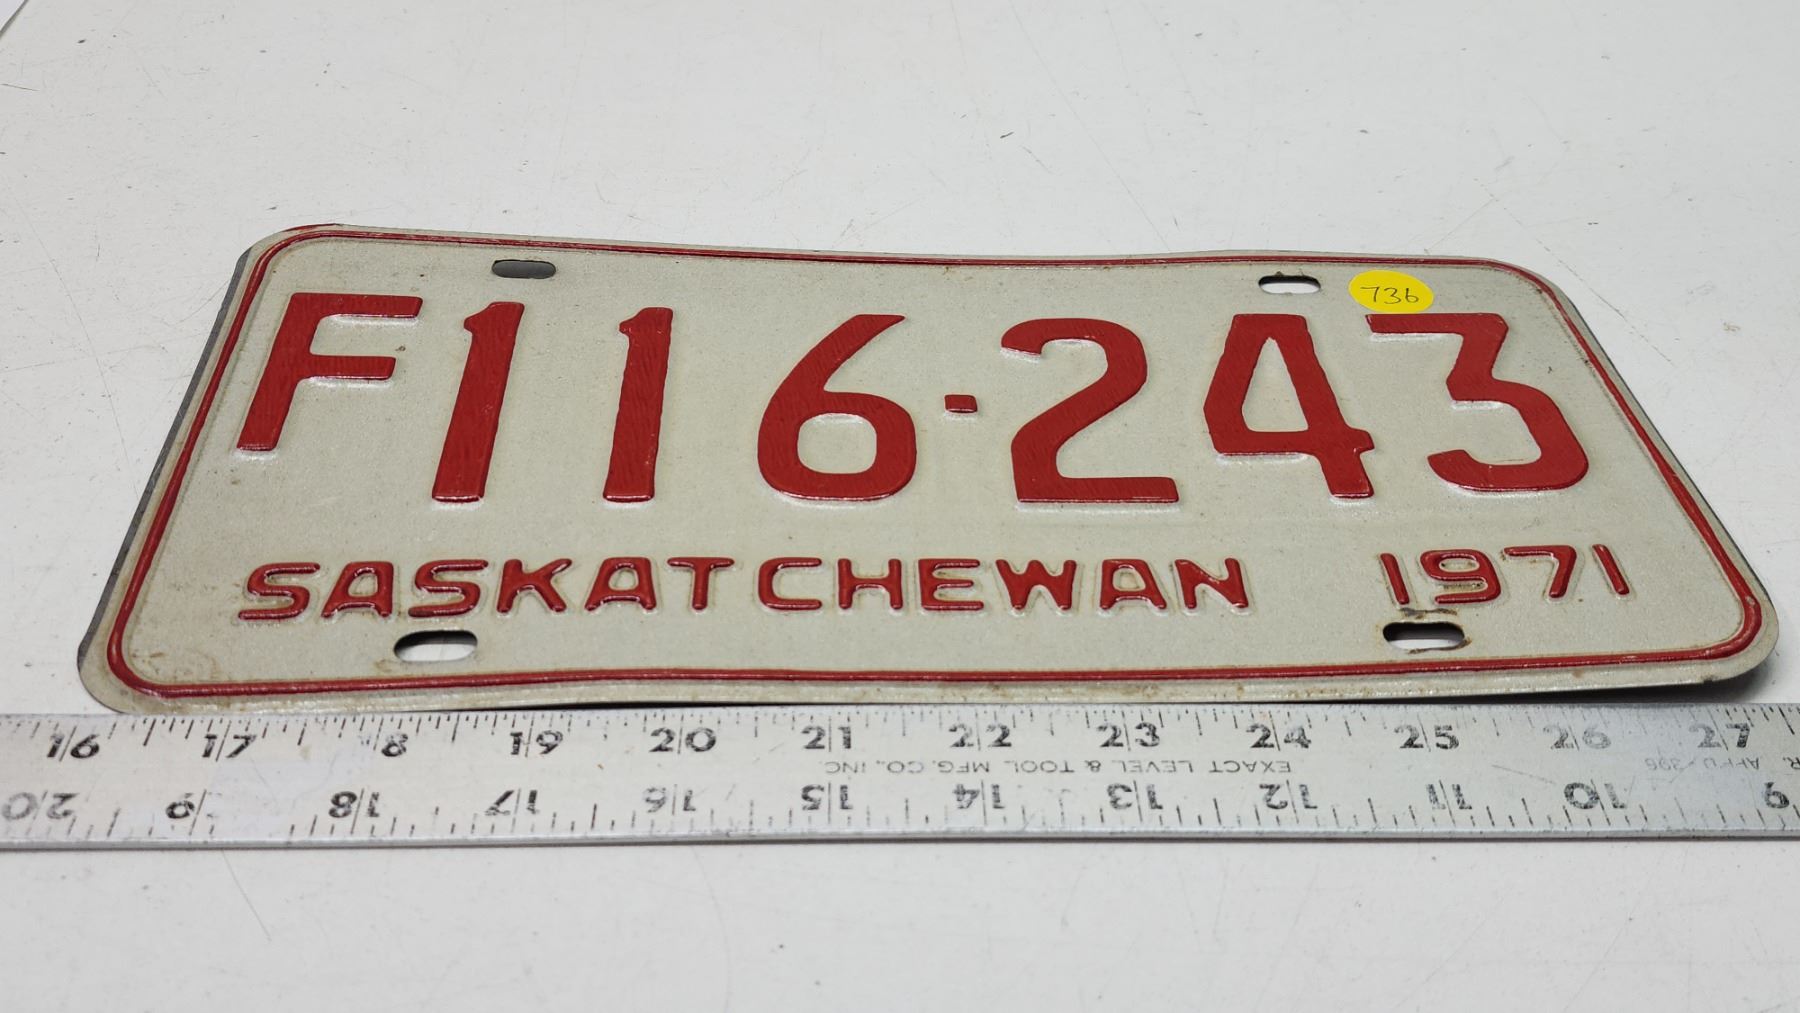 736
F116·243
SASKATCHEWAN 1971
16 17 18 19 20 21 22 23 24 25 26 27
EXACT LEVEL & TOOL MFG. CO., INC.
20 19 18 17 16 15 14 13 12 11 10 9